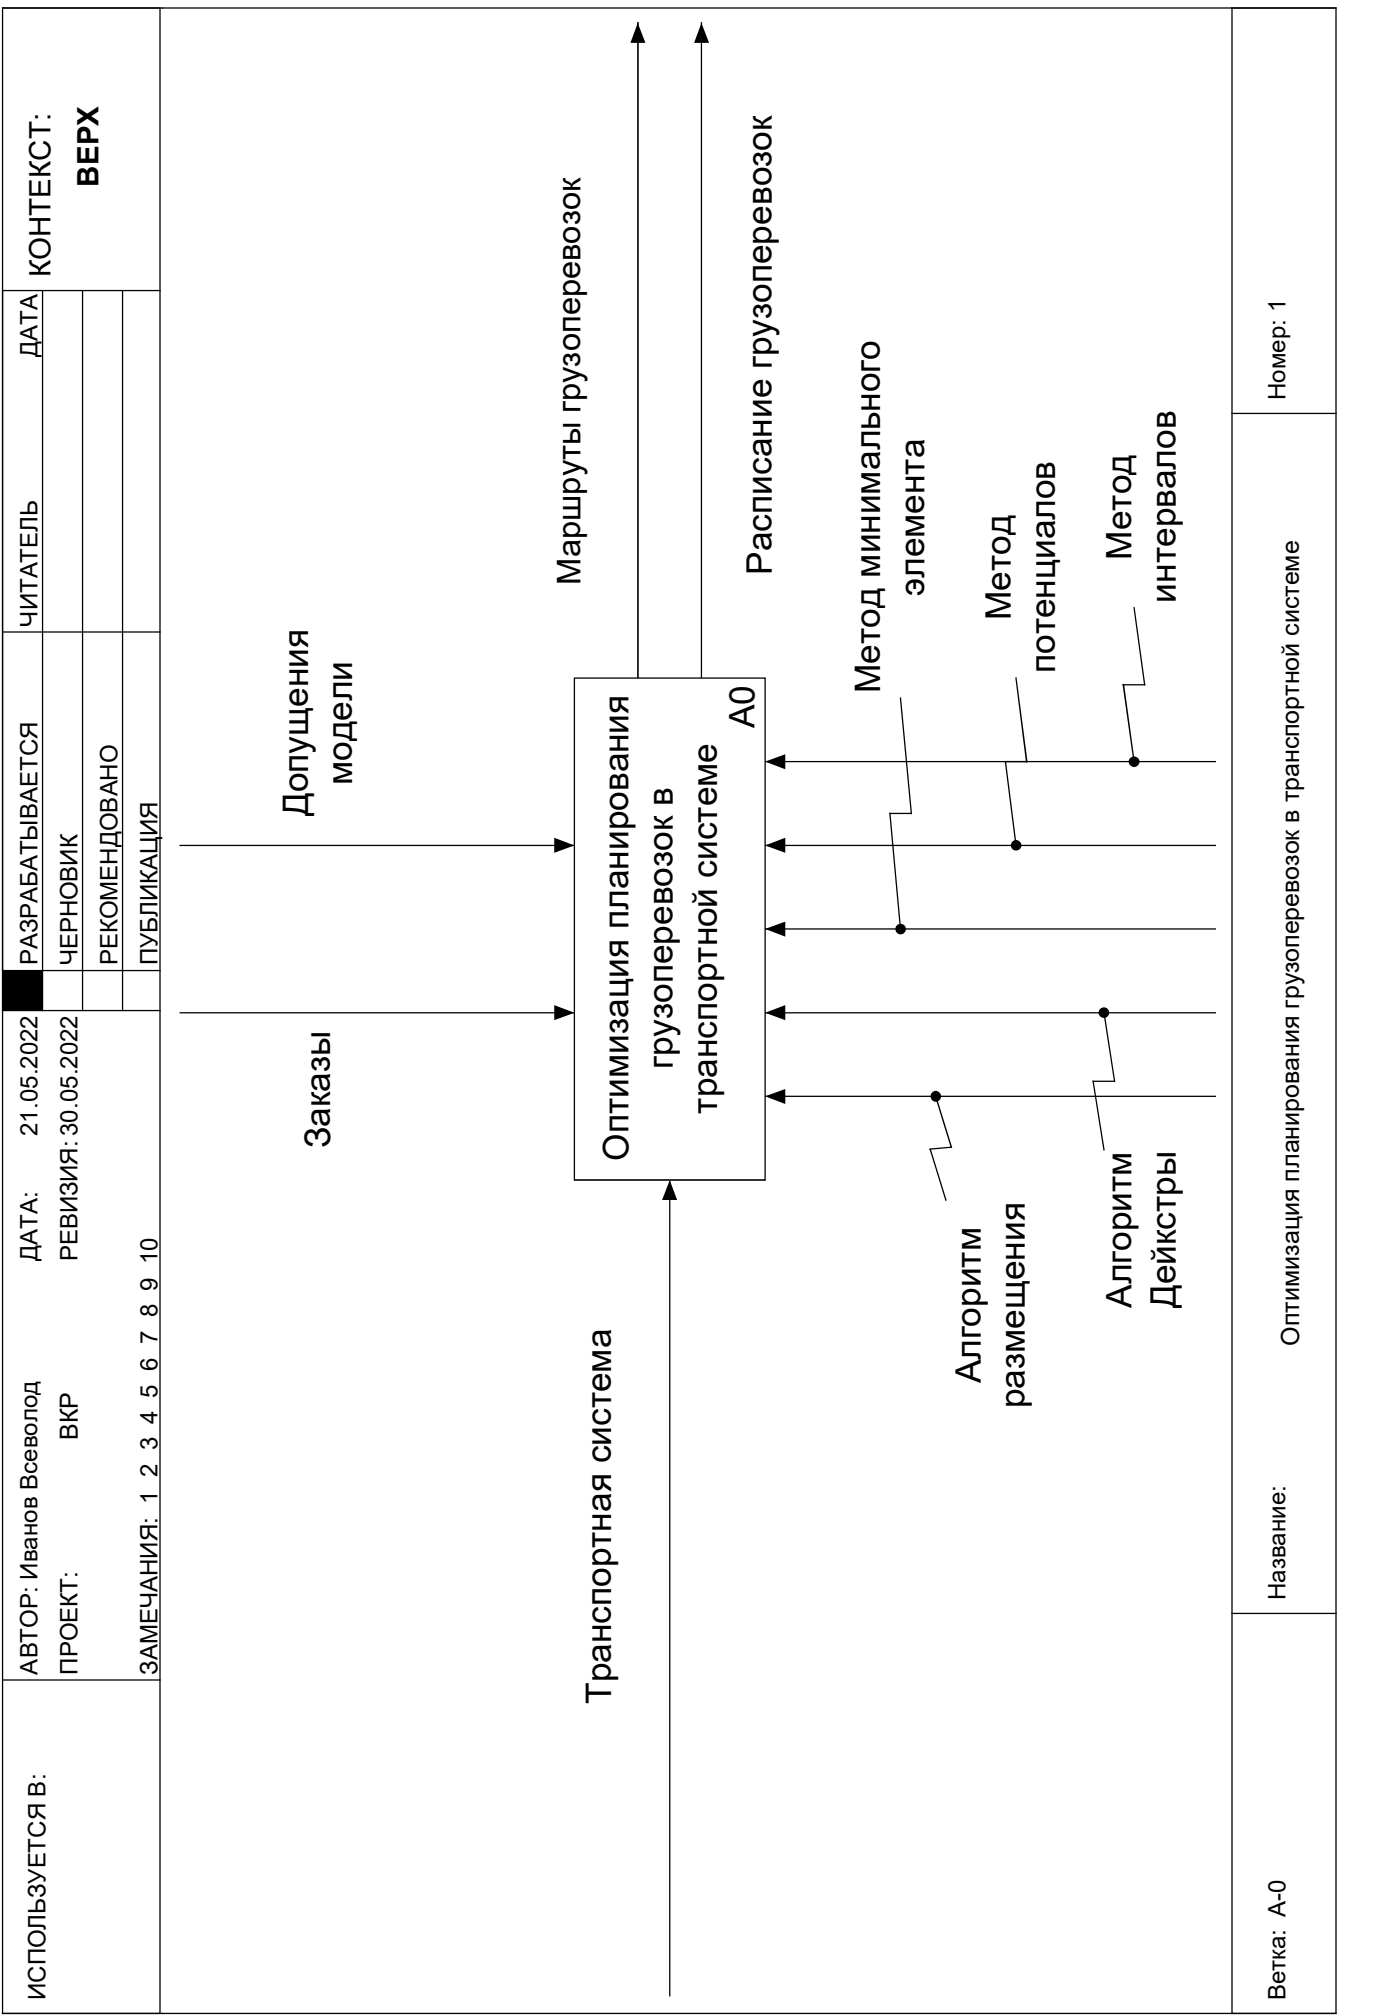 ИСПОЛЬЗУЕТСЯ В:
АВТОР: Иванов Всеволод
ДАТА: 21.05.2022
ПРОЕКТ: ВКР
РЕВИЗИЯ: 30.05.2022
ЗАМЕЧАНИЯ: 1 2 3 4 5 6 7 8 9 10
РАЗРАБАТЫВАЕТСЯ
ЧЕРНОВИК
РЕКОМЕНДОВАНО
ПУБЛИКАЦИЯ
ЧИТАТЕЛЬ
ДАТА
КОНТЕКСТ:
ВЕРХ
Заказы
Допущения
модели
Транспортная система
Оптимизация планирования
грузоперевозок в
транспортной системе
A0
Маршруты грузоперевозок
Расписание грузоперевозок
Алгоритм
размещения
Алгоритм
Дейкстры
Метод минимального
элемента
Метод
потенциалов
Метод
интервалов
Ветка: A-0
Название:
Оптимизация планирования грузоперевозок в транспортной системе
Номер: 1